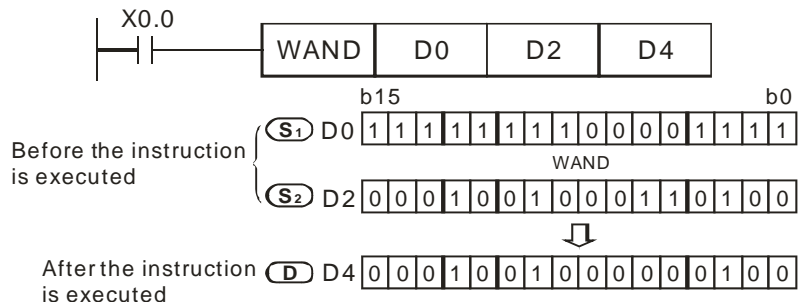 X0.0
WAND D0 D2 D4
b15 b0
S1 D0 1 1 1 1 1 1 1 1 0 0 0 0 1 1 1 1
Before the instruction
is executed
WAND
S2 D2 0 0 0 1 0 0 1 0 0 0 1 1 0 1 0 0
After the instruction
is executed
D D4 0 0 0 1 0 0 1 0 0 0 0 0 0 1 0 0